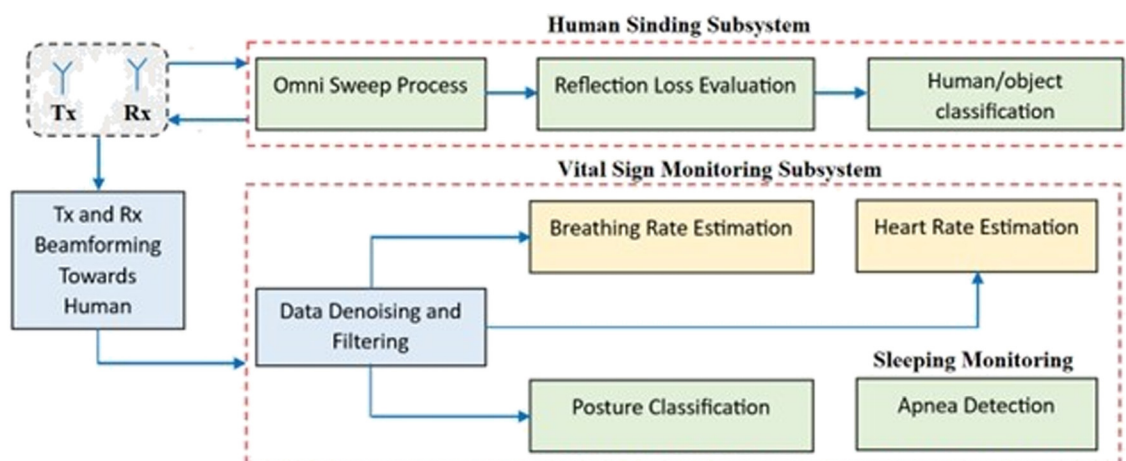 Human Sinding Subsystem
Tx Rx
Omni Sweep Process
Reflection Loss Evaluation
Human/object
classification
Vital Sign Monitoring Subsystem
Tx and Rx
Beamforming
Towards
Human
Breathing Rate Estimation
Heart Rate Estimation
Data Denoising and
Filtering
Sleeping Monitoring
Posture Classification
Apnea Detection